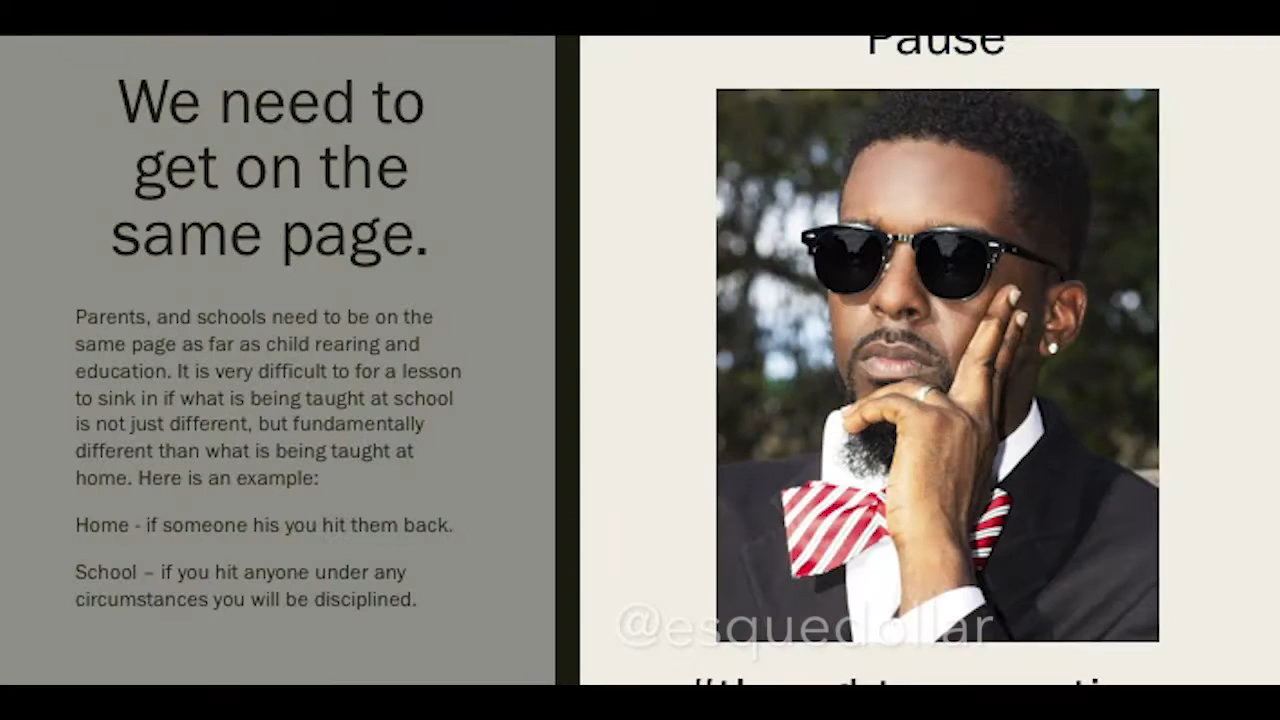 We need to
get on the
same page.
Parents, and schools need to be on the
same page as far as child rearing and
education. It is very difficult to for a lesson
to sink in if what is being taught at school
is not just different, but fundamentally
different than what is being taught at
home. Here is an example:
Home - if someone his you hit them back.
School – if you hit anyone under any
circumstances you will be disciplined.
Pause
@esquedollar